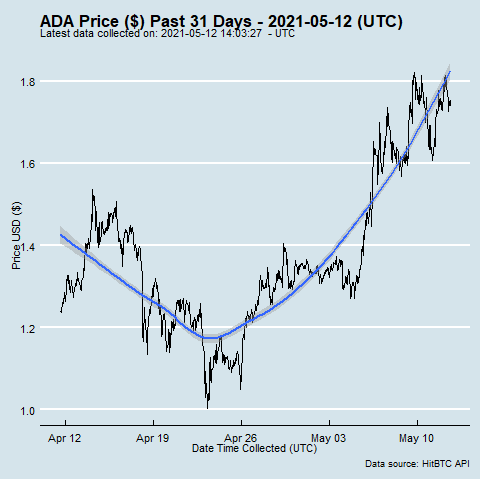 ADA Price ($) Past 31 Days - 2021-05-12 (UTC)
Latest data collected on: 2021-05-12 14:03:27 - UTC
Price USD ($)
1.8
1.6
1.4
1.2
1.0
Apr 12 Apr 19 Apr 26 May 03 May 10
Date Time Collected (UTC)
Data source: HitBTC API